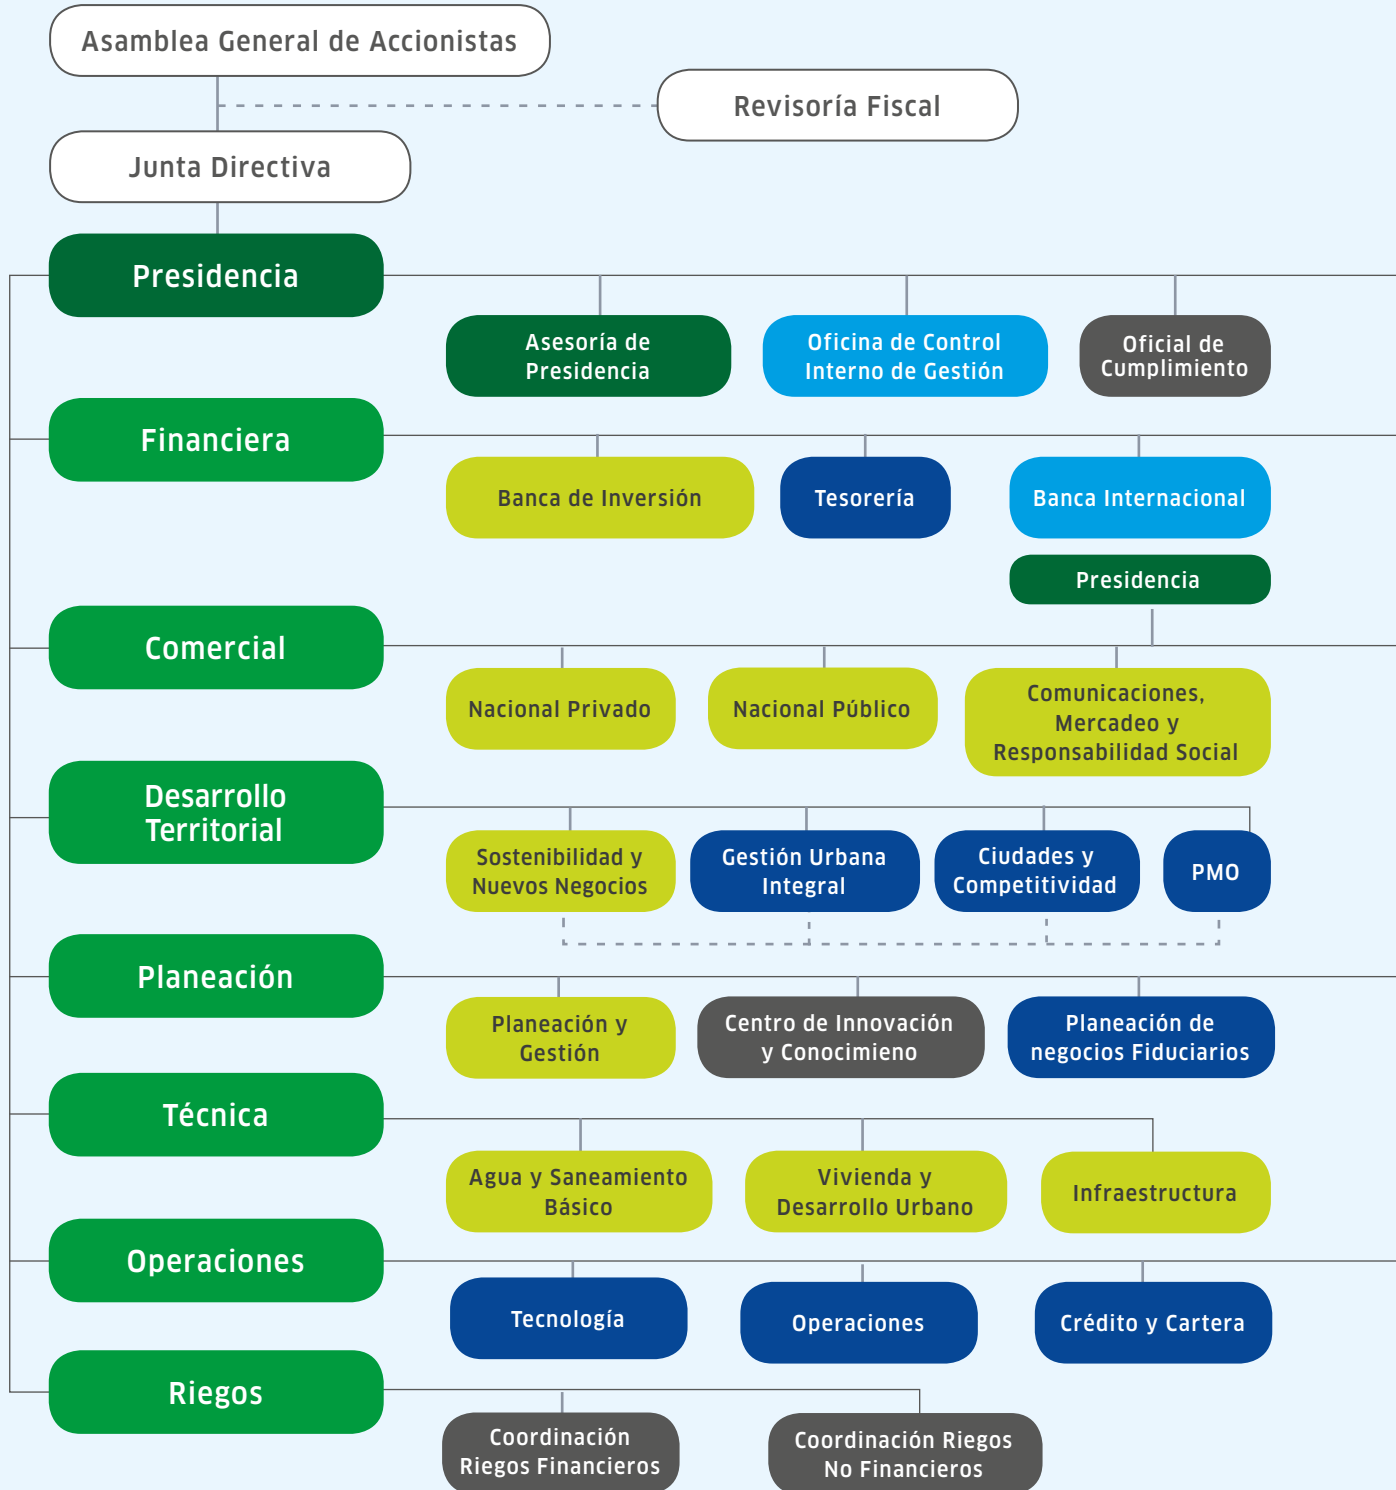 Asamblea General de Accionistas
Revisoría Fiscal
Junta Directiva
Presidencia
Asesoría de
Presidencia
Oficina de Control
Interno de Gestión
Oficial de
Cumplimiento
Financiera
Banca de Inversión
Tesorería
Banca Internacional
Presidencia
Comercial
Nacional Privado
Nacional Público
Comunicaciones,
Mercadeo y
Responsabilidad Social
Desarrollo
Territorial
Sostenibilidad y
Nuevos Negocios
Gestión Urbana
Integral
Ciudades y
Competitividad
PMO
Planeación
Planeación y
Gestión
Centro de Innovación
y Conocimieno
Planeación de
negocios Fiduciarios
Técnica
Agua y Saneamiento
Básico
Vivienda y
Desarrollo Urbano
Infraestructura
Operaciones
Tecnología
Operaciones
Crédito y Cartera
Riegos
Coordinación
Riegos Financieros
Coordinación Riegos
No Financieros